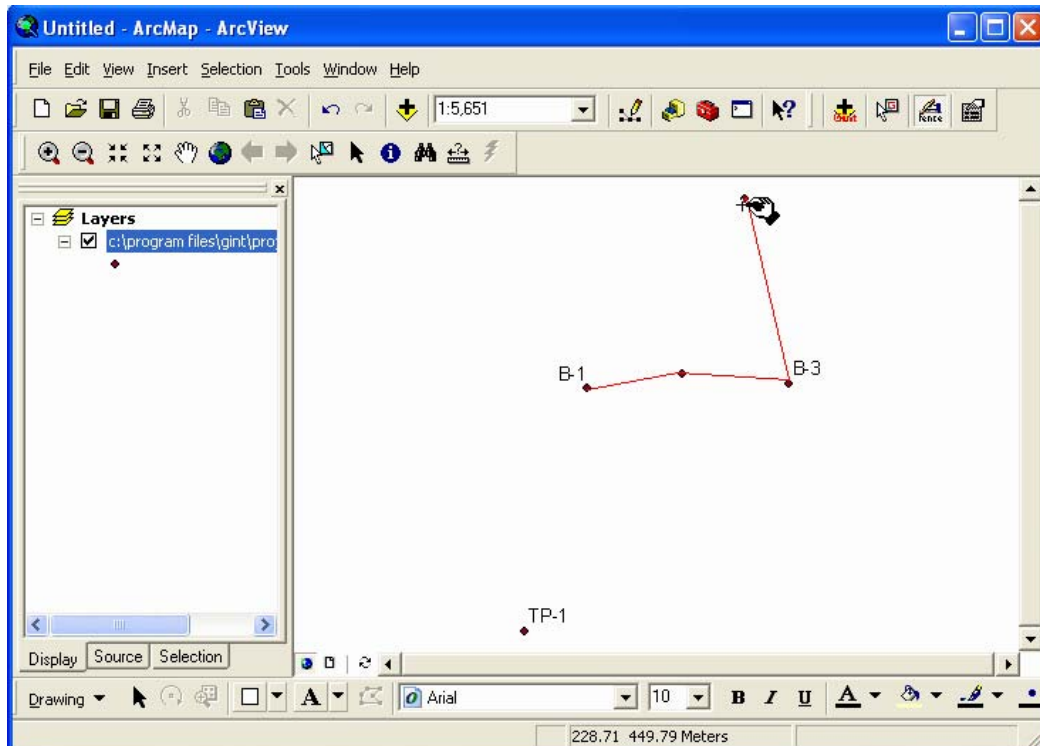 Untitled - ArcMap - ArcView
File Edit View Insert Selection Tools Window Help
1:5,651
fence
Layers
c:\program files\gint\pro
B-1
B-3
TP-1
Display Source Selection
Drawing A Arial 10 B I U A
228.71 449.79 Meters